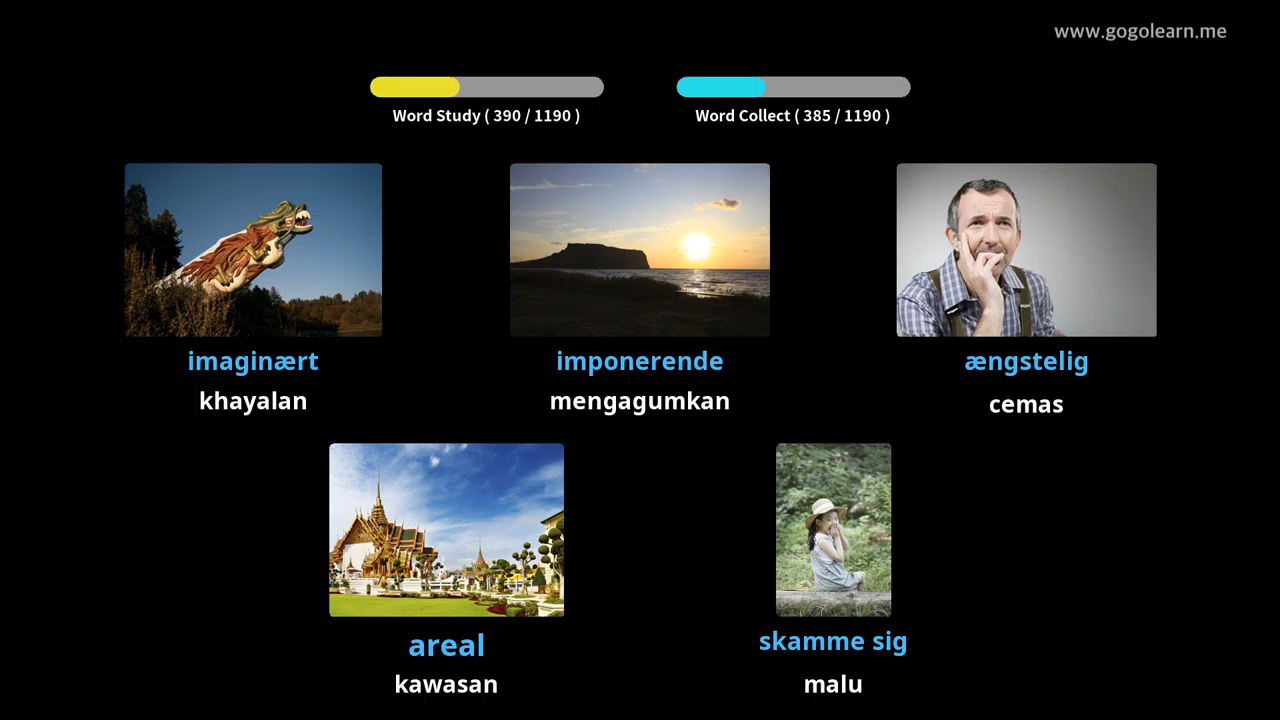 www.gogolearn.me
Word Study ( 390 / 1190 )
Word Collect ( 385 / 1190 )
imaginært
khayalan
imponerende
mengagumkan
ængstelig
cemas
areal
kawasan
skamme sig
malu